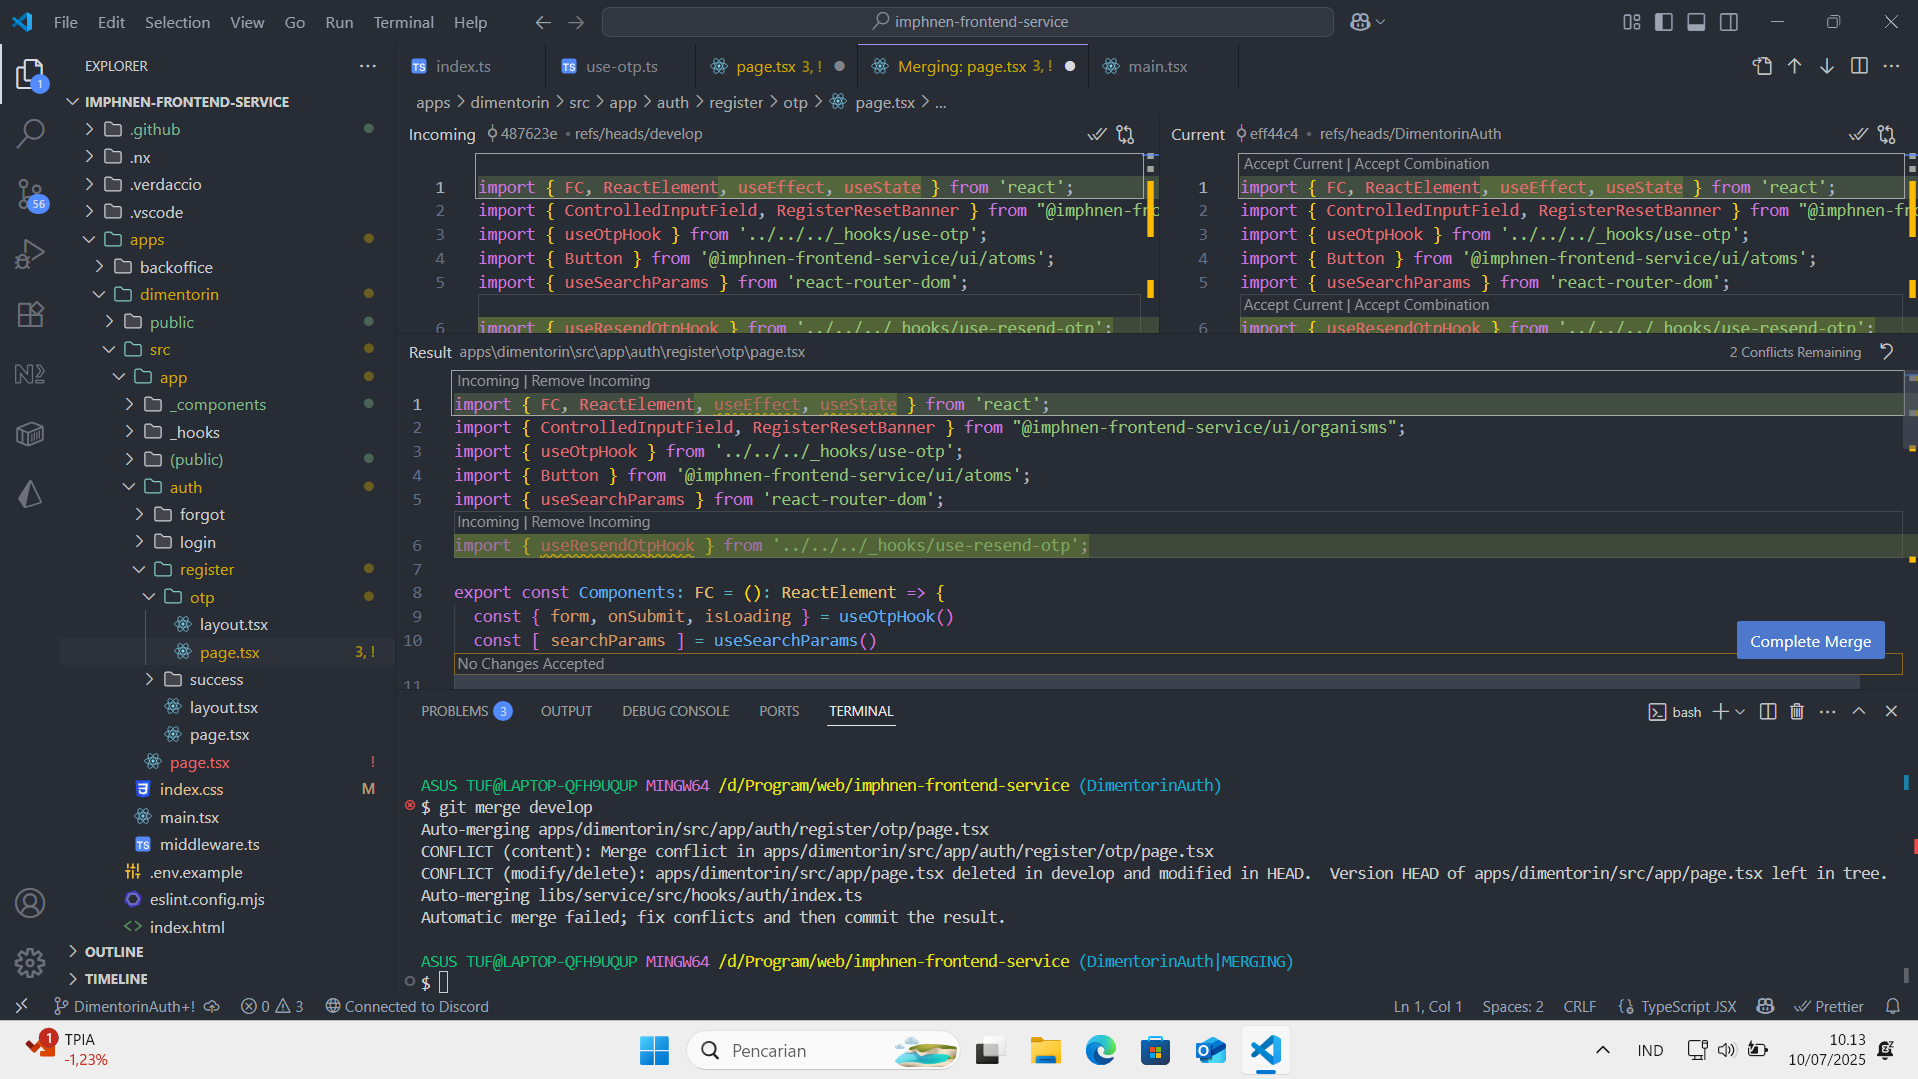 File Edit Selection View Go Run Terminal Help
imphnen-frontend-service
EXPLORER
IMPHNEN-FRONTEND-SERVICE
.github
.nx
.verdaccio
.vscode
apps
backoffice
dimentorin
public
src
app
_components
_hooks
(public)
auth
forgot
login
register
otp
layout.tsx
page.tsx 3, !
success
layout.tsx
page.tsx
page.tsx !
index.css M
main.tsx
middleware.ts
.env.example
eslint.config.mjs
index.html
OUTLINE
TIMELINE
1
56
index.ts
use-otp.ts
page.tsx 3, !
Merging: page.tsx 3, !
main.tsx
apps > dimentorin > src > app > auth > register > otp > page.tsx > ...
Incoming 487623e • refs/heads/develop
1 import { FC, ReactElement, useEffect, useState } from 'react';
2 import { ControlledInputField, RegisterResetBanner } from "@imphnen-fro
3 import { useOtpHook } from '../../../_hooks/use-otp';
4 import { Button } from '@imphnen-frontend-service/ui/atoms';
5 import { useSearchParams } from 'react-router-dom';
6 import { useResendOtpHook } from '../../../_hooks/use-resend-otp';
Current eff44c4 • refs/heads/DimentorinAuth
Accept Current | Accept Combination
1 import { FC, ReactElement, useEffect, useState } from 'react';
2 import { ControlledInputField, RegisterResetBanner } from "@imphnen-fr
3 import { useOtpHook } from '../../../_hooks/use-otp';
4 import { Button } from '@imphnen-frontend-service/ui/atoms';
5 import { useSearchParams } from 'react-router-dom';
Accept Current | Accept Combination
6 import { useResendOtpHook } from '../../../_hooks/use-resend-otp';
Result apps\dimentorin\src\app\auth\register\otp\page.tsx 2 Conflicts Remaining
Incoming | Remove Incoming
1 import { FC, ReactElement, useEffect, useState } from 'react';
2 import { ControlledInputField, RegisterResetBanner } from "@imphnen-frontend-service/ui/organisms";
3 import { useOtpHook } from '../../../_hooks/use-otp';
4 import { Button } from '@imphnen-frontend-service/ui/atoms';
5 import { useSearchParams } from 'react-router-dom';
Incoming | Remove Incoming
6 import { useResendOtpHook } from '../../../_hooks/use-resend-otp';
7
8 export const Components: FC = (): ReactElement => {
9 const { form, onSubmit, isLoading } = useOtpHook()
10 const [ searchParams ] = useSearchParams()
No Changes Accepted
11
Complete Merge
PROBLEMS 3 OUTPUT DEBUG CONSOLE PORTS TERMINAL
bash
ASUS TUF@LAPTOP-QFH9UQUP MINGW64 /d/Program/web/imphnen-frontend-service (DimentorinAuth)
$ git merge develop
Auto-merging apps/dimentorin/src/app/auth/register/otp/page.tsx
CONFLICT (content): Merge conflict in apps/dimentorin/src/app/auth/register/otp/page.tsx
CONFLICT (modify/delete): apps/dimentorin/src/app/page.tsx deleted in develop and modified in HEAD.  Version HEAD of apps/dimentorin/src/app/page.tsx left in tree.
Auto-merging libs/service/src/hooks/auth/index.ts
Automatic merge failed; fix conflicts and then commit the result.
ASUS TUF@LAPTOP-QFH9UQUP MINGW64 /d/Program/web/imphnen-frontend-service (DimentorinAuth|MERGING)
$
DimentorinAuth+! 0 3 Connected to Discord
Ln 1, Col 1 Spaces: 2 CRLF TypeScript JSX Prettier
1 TPIA
-1,23%
Pencarian
IND
10.13
10/07/2025